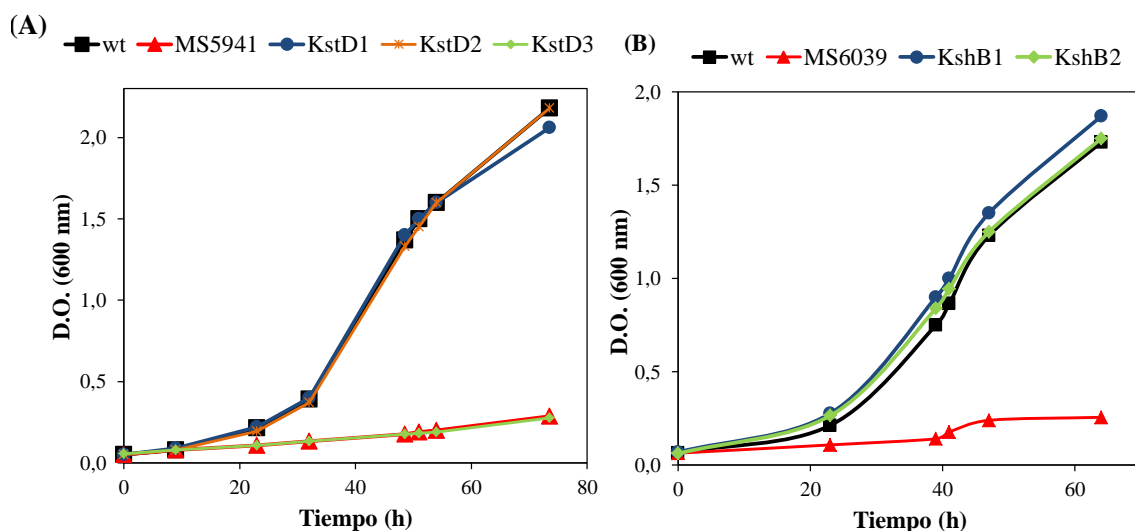 (A)
wt MS5941 KstD1 KstD2 KstD3
D.O. (600 nm)
2,0
1,5
1,0
0,5
0,0
0 20 40 60 80
Tiempo (h)
(B)
wt MS6039 KshB1 KshB2
D.O. (600 nm)
2,0
1,5
1,0
0,5
0,0
0 20 40 60
Tiempo (h)